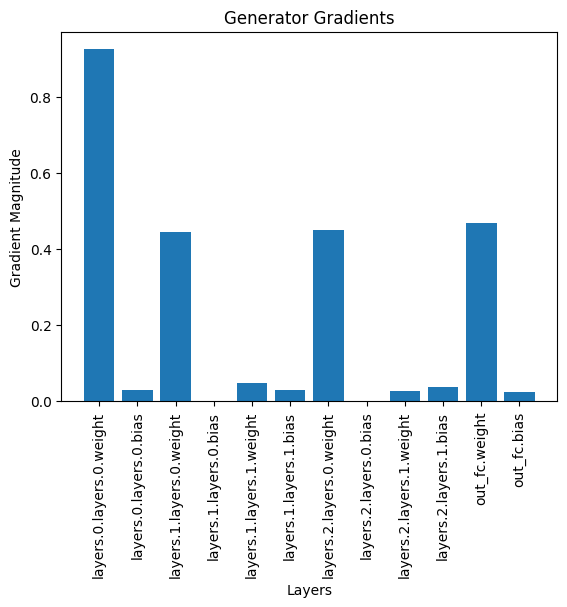 Generator Gradients
Gradient Magnitude
0.8
0.6
0.4
0.2
0.0
layers.0.layers.0.weight
layers.0.layers.0.bias
layers.1.layers.0.weight
layers.1.layers.0.bias
layers.1.layers.1.weight
layers.1.layers.1.bias
layers.2.layers.0.weight
layers.2.layers.0.bias
layers.2.layers.1.weight
layers.2.layers.1.bias
out_fc.weight
out_fc.bias
Layers